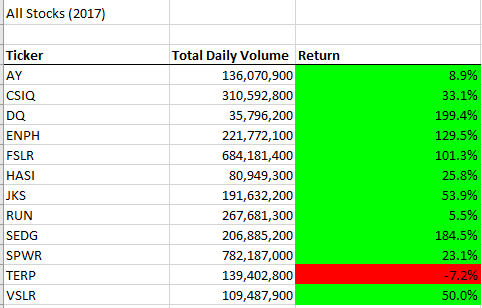 All Stocks (2017)
Ticker Total Daily Volume Return
AY 136,070,900 8.9%
CSIQ 310,592,800 33.1%
DQ 35,796,200 199.4%
ENPH 221,772,100 129.5%
FSLR 684,181,400 101.3%
HASI 80,949,300 25.8%
JKS 191,632,200 53.9%
RUN 267,681,300 5.5%
SEDG 206,885,200 184.5%
SPWR 782,187,000 23.1%
TERP 139,402,800 -7.2%
VSLR 109,487,900 50.0%